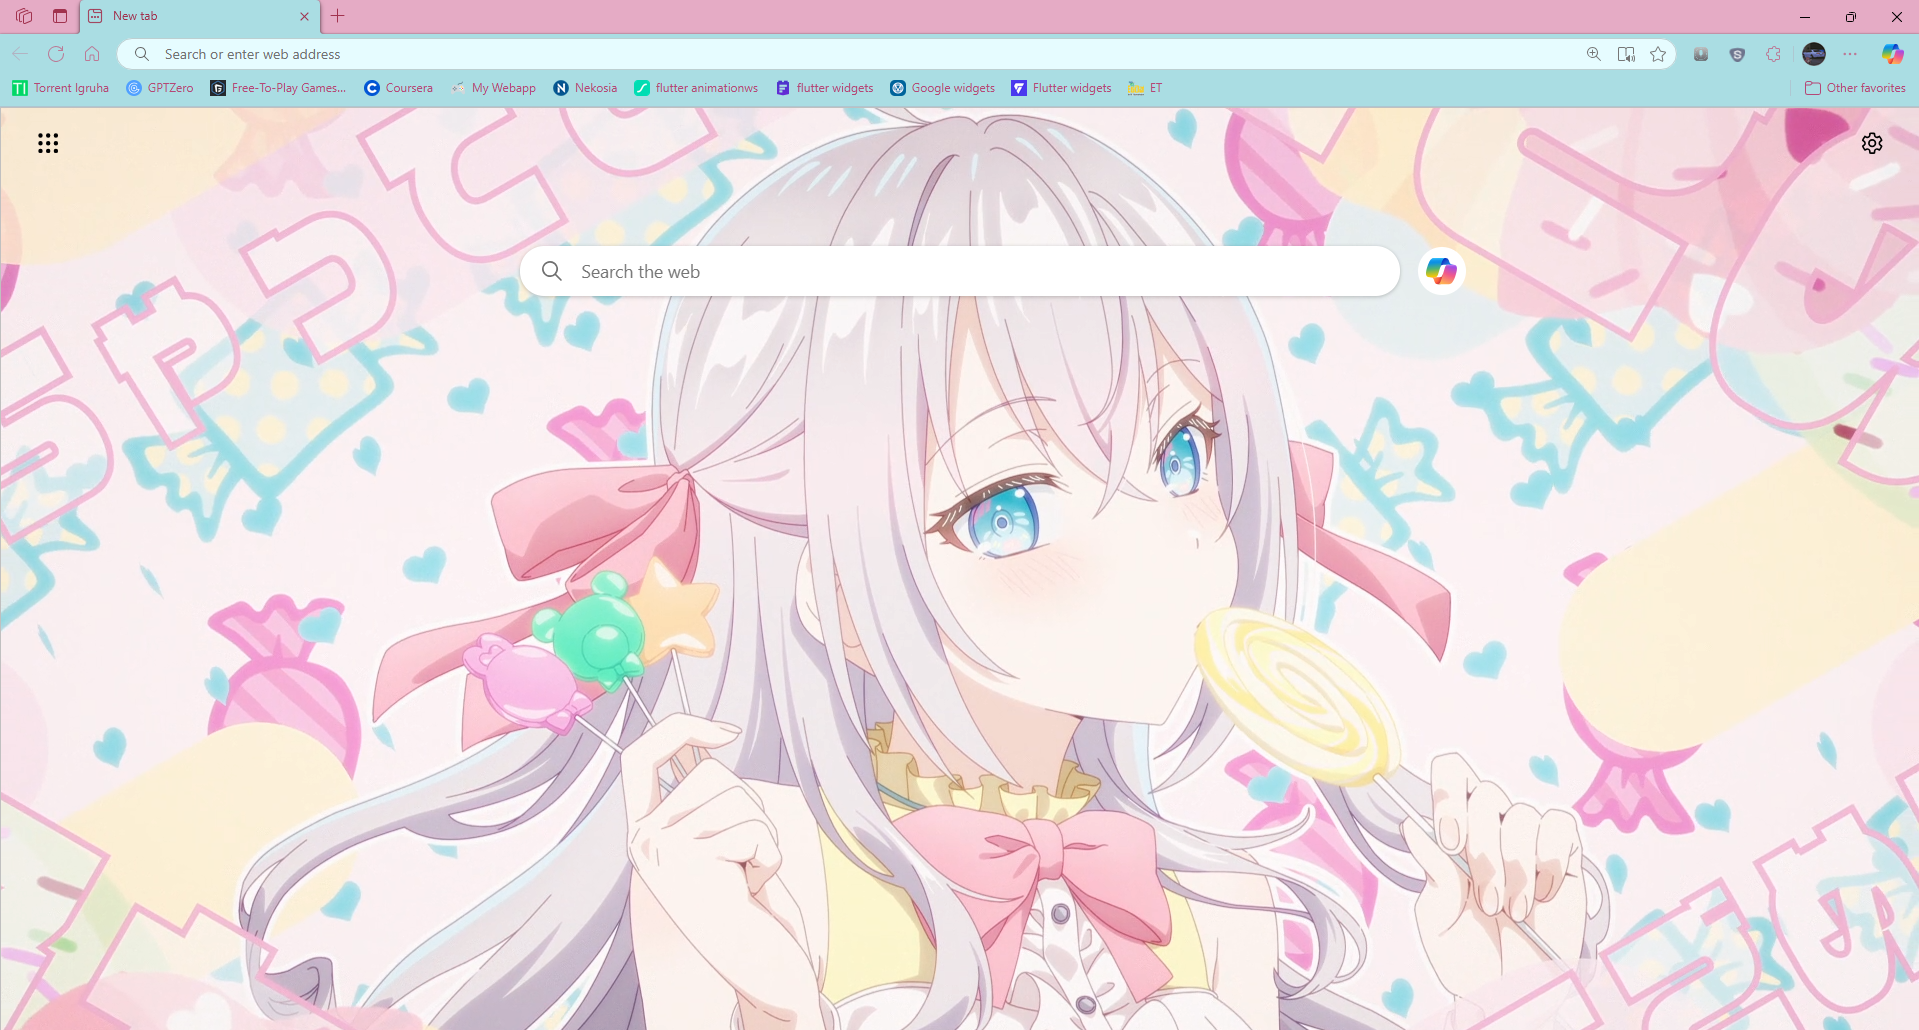 New tab
Search or enter web address
Torrent Igruha GPTZero Free-To-Play Games... Coursera My Webapp Nekosia flutter animationws flutter widgets Google widgets Flutter widgets ET Other favorites
Search the web